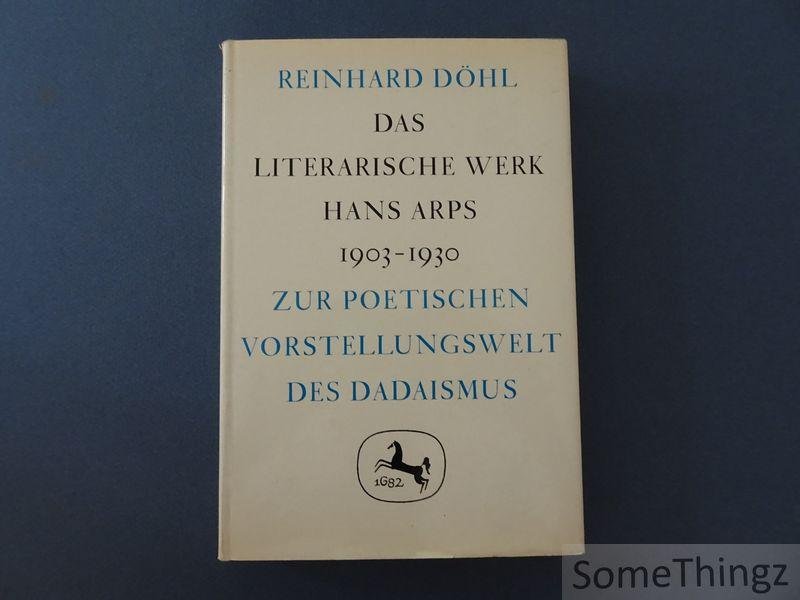 REINHARD DÖHL
DAS
LITERARISCHE WERK
HANS ARPS
1903-1930
ZUR POETISCHEN
VORSTELLUNGSWELT
DES DADAISMUS
1682
SomeThingz